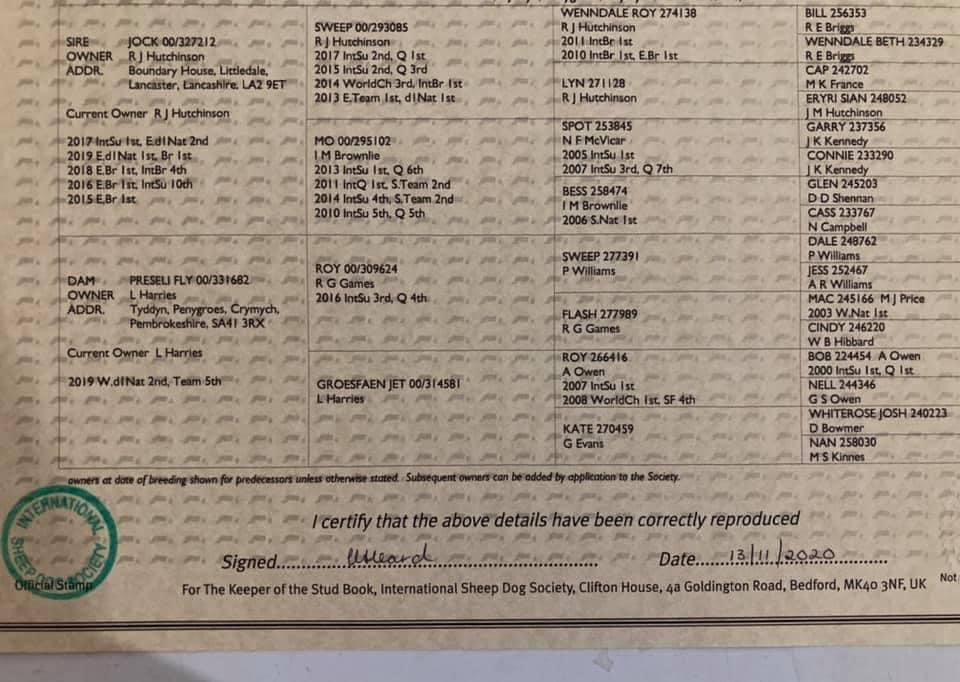 SIRE JOCK 00/327212
OWNER R J Hutchinson
ADDR. Boundary House, Littledale,
Lancaster, Lancashire, LA2 9ET
Current Owner R J Hutchinson
2017 IntSu 1st, E.d1Nat 2nd
2019 E.d1Nat 1st, Br 1st
2018 E.Br 1st, IntBr 4th
2016 E.Br 1st, IntSu 10th
2015 E.Br 1st
DAM PRESELI FLY 00/331682
OWNER L Harries
ADDR. Tyddyn, Penygroes, Crymych,
Pembrokeshire, SA41 3RX
Current Owner L Harries
2019 W.d1Nat 2nd, Team 5th
SWEEP 00/293085
R J Hutchinson
2017 IntSu 2nd, Q 1st
2015 IntSu 2nd, Q 3rd
2014 WorldCh 3rd, IntBr 1st
2013 E.Team 1st, d1Nat 1st
MO 00/295102
I M Brownlie
2013 IntSu 1st, Q 6th
2011 IntQ 1st, S.Team 2nd
2014 IntSu 4th, S.Team 2nd
2010 IntSu 5th, Q 5th
ROY 00/309624
R G Games
2016 IntSu 3rd, Q 4th
GROESFAEN JET 00/314581
L Harries
WENNDALE ROY 274138
R J Hutchinson
2011 IntBr 1st
2010 IntBr 1st, E.Br 1st
LYN 271128
R J Hutchinson
SPOT 253845
N F McVicar
2005 IntSu 1st
2007 IntSu 3rd, Q 7th
BESS 258474
I M Brownlie
2006 S.Nat 1st
SWEEP 277391
P Williams
FLASH 277989
R G Games
ROY 266416
A Owen
2007 IntSu 1st
2008 WorldCh 1st, SF 4th
KATE 270459
G Evans
BILL 256353
R E Briggs
WENNDALE BETH 234329
R E Briggs
CAP 242702
M K France
ERYRI SIAN 248052
J M Hutchinson
GARRY 237356
J K Kennedy
CONNIE 233290
J K Kennedy
GLEN 245203
D D Shennan
CASS 233767
N Campbell
DALE 248762
P Williams
JESS 252467
A R Williams
MAC 245166 M J Price
2003 W.Nat 1st
CINDY 246220
W B Hibbard
BOB 224454 A Owen
2000 IntSu 1st, Q 1st
NELL 244346
G S Owen
WHITEROSE JOSH 240223
D Bowmer
NAN 258030
M S Kinnes
owners at date of breeding shown for predecessors unless otherwise stated. Subsequent owners can be added by application to the Society.
I certify that the above details have been correctly reproduced
Signed
Date 13/11/2020
INTERNATIONAL SHEEP DOG SOCIETY
Official Stamp
For The Keeper of the Stud Book, International Sheep Dog Society, Clifton House, 4a Goldington Road, Bedford, MK40 3NF, UK
Not